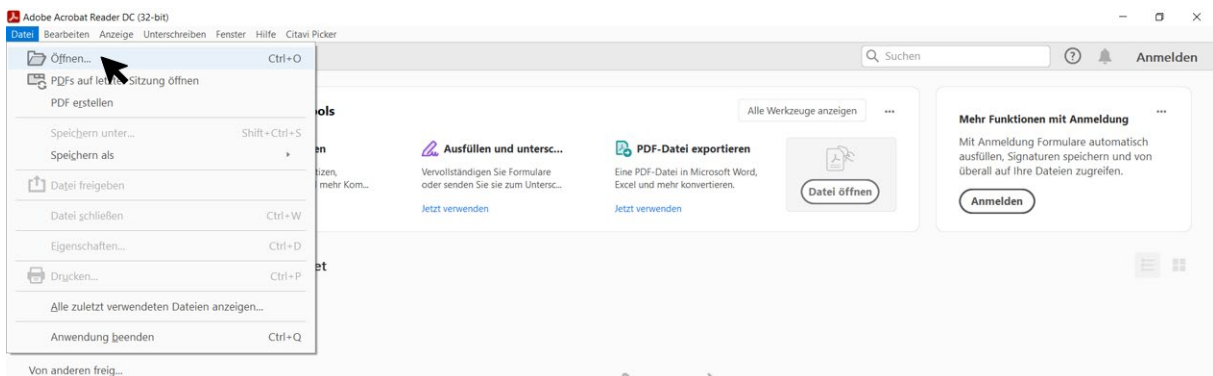 Adobe Acrobat Reader DC (32-bit)
Datei Bearbeiten Anzeige Unterschreiben Fenster Hilfe Citavi Picker
Öffnen... Ctrl+O
PDFs auf letzter Sitzung öffnen
PDF erstellen
Speichern unter... Shift+Ctrl+S
Speichern als
Datei freigeben
Datei schließen Ctrl+W
Eigenschaften... Ctrl+D
Drucken... Ctrl+P
Alle zuletzt verwendeten Dateien anzeigen...
Anwendung beenden Ctrl+Q
Von anderen freig...
Suchen
Anmelden
ools
Alle Werkzeuge anzeigen
en
tizen,
mehr Kom...
Ausfüllen und untersc...
Vervollständigen Sie Formulare
oder senden Sie sie zum Untersc...
Jetzt verwenden
PDF-Datei exportieren
Eine PDF-Datei in Microsoft Word,
Excel und mehr konvertieren.
Jetzt verwenden
Datei öffnen
Mehr Funktionen mit Anmeldung
Mit Anmeldung Formulare automatisch
ausfüllen, Signaturen speichern und von
überall auf Ihre Dateien zugreifen.
Anmelden
et